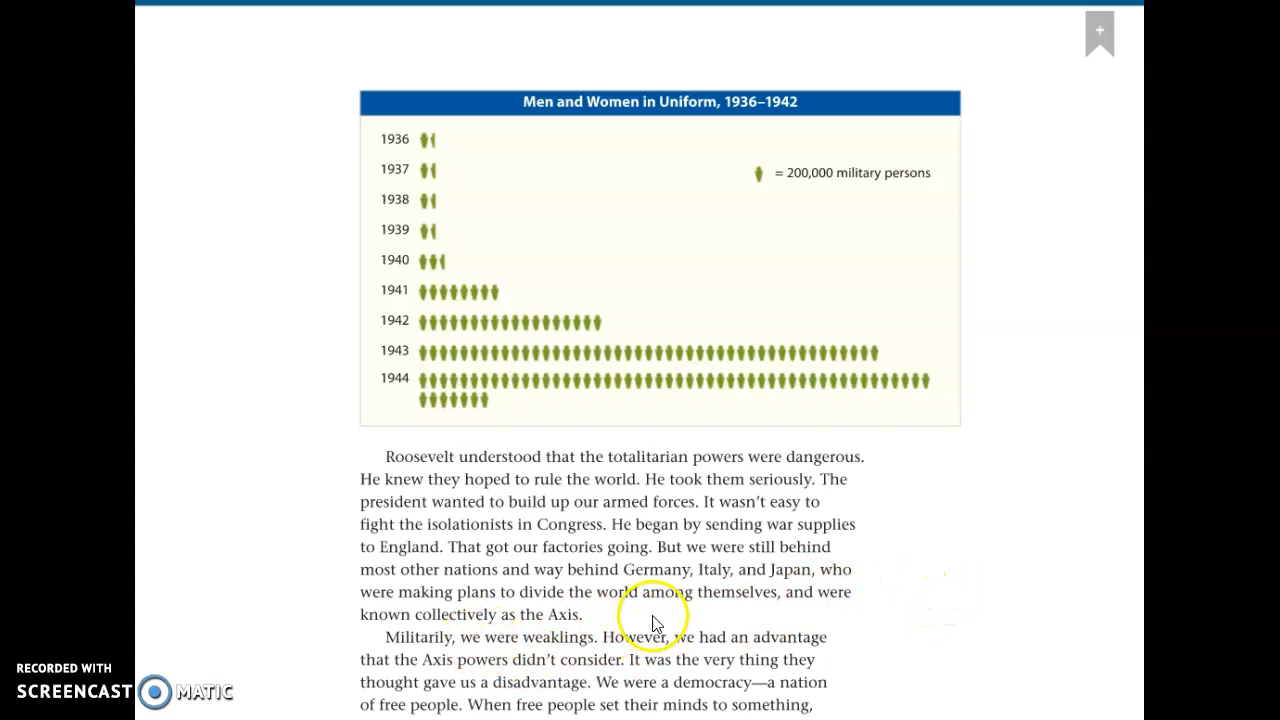 +
Men and Women in Uniform, 1936–1942
1936
1937
= 200,000 military persons
1938
1939
1940
1941
1942
1943
1944
Roosevelt understood that the totalitarian powers were dangerous.
He knew they hoped to rule the world. He took them seriously. The
president wanted to build up our armed forces. It wasn’t easy to
fight the isolationists in Congress. He began by sending war supplies
to England. That got our factories going. But we were still behind
most other nations and way behind Germany, Italy, and Japan, who
were making plans to divide the world among themselves, and were
known collectively as the Axis.
Militarily, we were weaklings. However, we had an advantage
that the Axis powers didn’t consider. It was the very thing they
thought gave us a disadvantage. We were a democracy—a nation
of free people. When free people set their minds to something,
RECORDED WITH
SCREENCAST MATIC